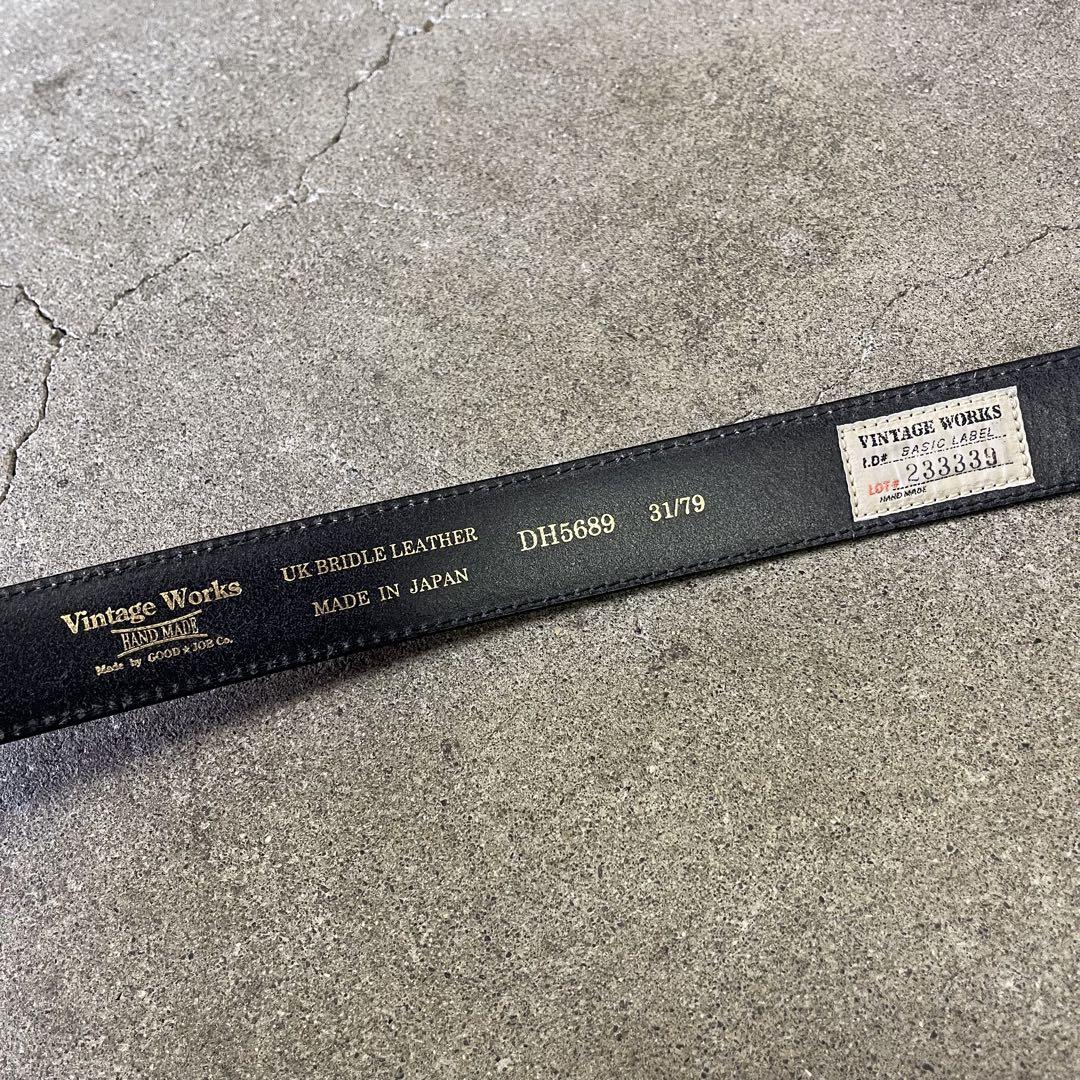 Vintage Works
HAND MADE
Made by GOOD★JOB Co.
UK BRIDLE LEATHER
MADE IN JAPAN
DH5689 31/79
VINTAGE WORKS
I.D# BASIC LABEL
LOT# 233339
HAND MADE